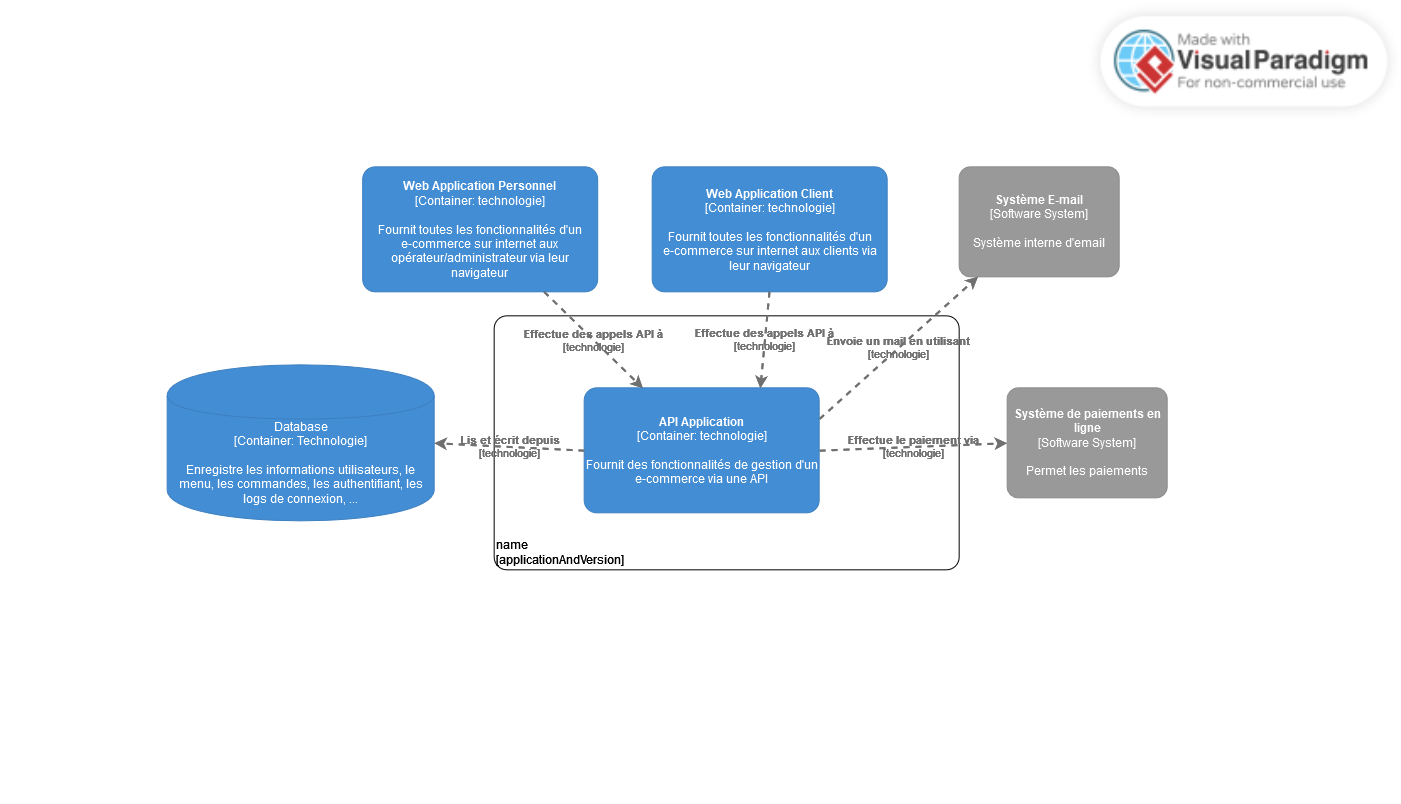 Made with
Visual Paradigm
For non-commercial use
Web Application Personnel
[Container: technologie]
Fournit toutes les fonctionnalités d'un
e-commerce sur internet aux
opérateur/administrateur via leur
navigateur
Web Application Client
[Container: technologie]
Fournit toutes les fonctionnalités d'un
e-commerce sur internet aux clients via
leur navigateur
Système E-mail
[Software System]
Système interne d'email
Effectue des appels API à
[technologie]
Effectue des appels API à
[technologie]
Envoie un mail en utilisant
[technologie]
Database
[Container: Technologie]
Enregistre les informations utilisateurs, le
menu, les commandes, les authentifiant, les
logs de connexion, ...
Lis et écrit depuis
[technologie]
API Application
[Container: technologie]
Fournit des fonctionnalités de gestion d'un
e-commerce via une API
Effectue le paiement via
[technologie]
Système de paiements en
ligne
[Software System]
Permet les paiements
name
[applicationAndVersion]